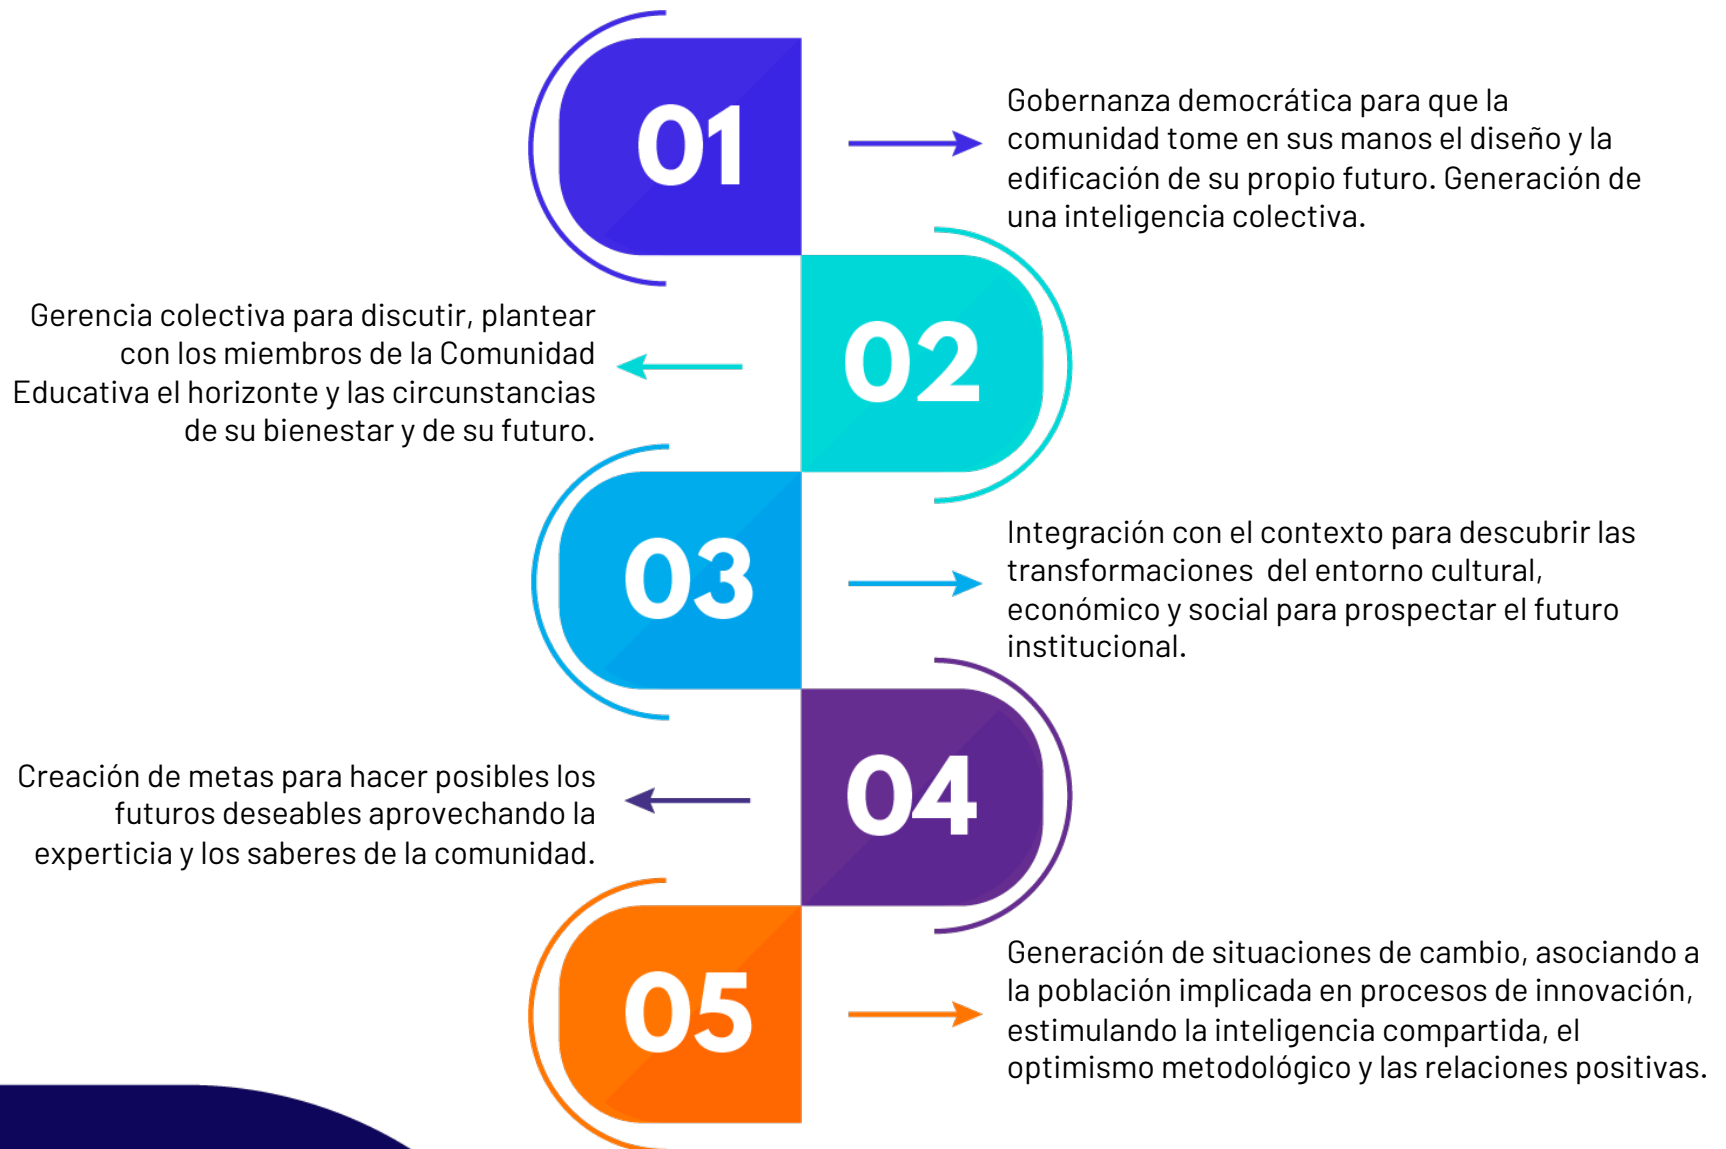 01
Gobernanza democrática para que la
comunidad tome en sus manos el diseño y la
edificación de su propio futuro. Generación de
una inteligencia colectiva.
02
Gerencia colectiva para discutir, plantear
con los miembros de la Comunidad
Educativa el horizonte y las circunstancias
de su bienestar y de su futuro.
03
Integración con el contexto para descubrir las
transformaciones  del entorno cultural,
económico y social para prospectar el futuro
institucional.
04
Creación de metas para hacer posibles los
futuros deseables aprovechando la
experticia y los saberes de la comunidad.
05
Generación de situaciones de cambio, asociando a
la población implicada en procesos de innovación,
estimulando la inteligencia compartida, el
optimismo metodológico y las relaciones positivas.